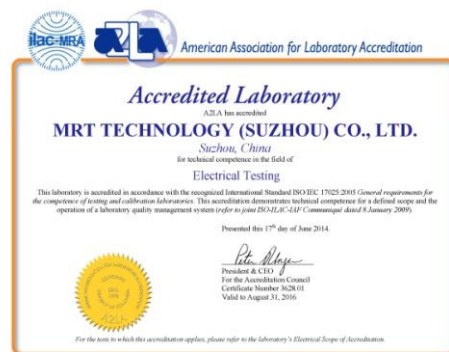 ilac-MRA
A2LA
American Association for Laboratory Accreditation
Accredited Laboratory
A2LA has accredited
MRT TECHNOLOGY (SUZHOU) CO., LTD.
Suzhou, China
for technical competence in the field of
Electrical Testing
This laboratory is accredited in accordance with the recognized International Standard ISO/IEC 17025:2005 General requirements for
the competence of testing and calibration laboratories. This accreditation demonstrates technical competence for a defined scope and the
operation of a laboratory quality management system (refer to joint ISO-ILAC-IAF Communiqué dated 8 January 2009).
Presented this 17th day of June 2014.
President & CEO
For the Accreditation Council
Certificate Number 3628.01
Valid to August 31, 2016
A2LA
For the tests to which this accreditation applies, please refer to the laboratory's Electrical Scope of Accreditation.